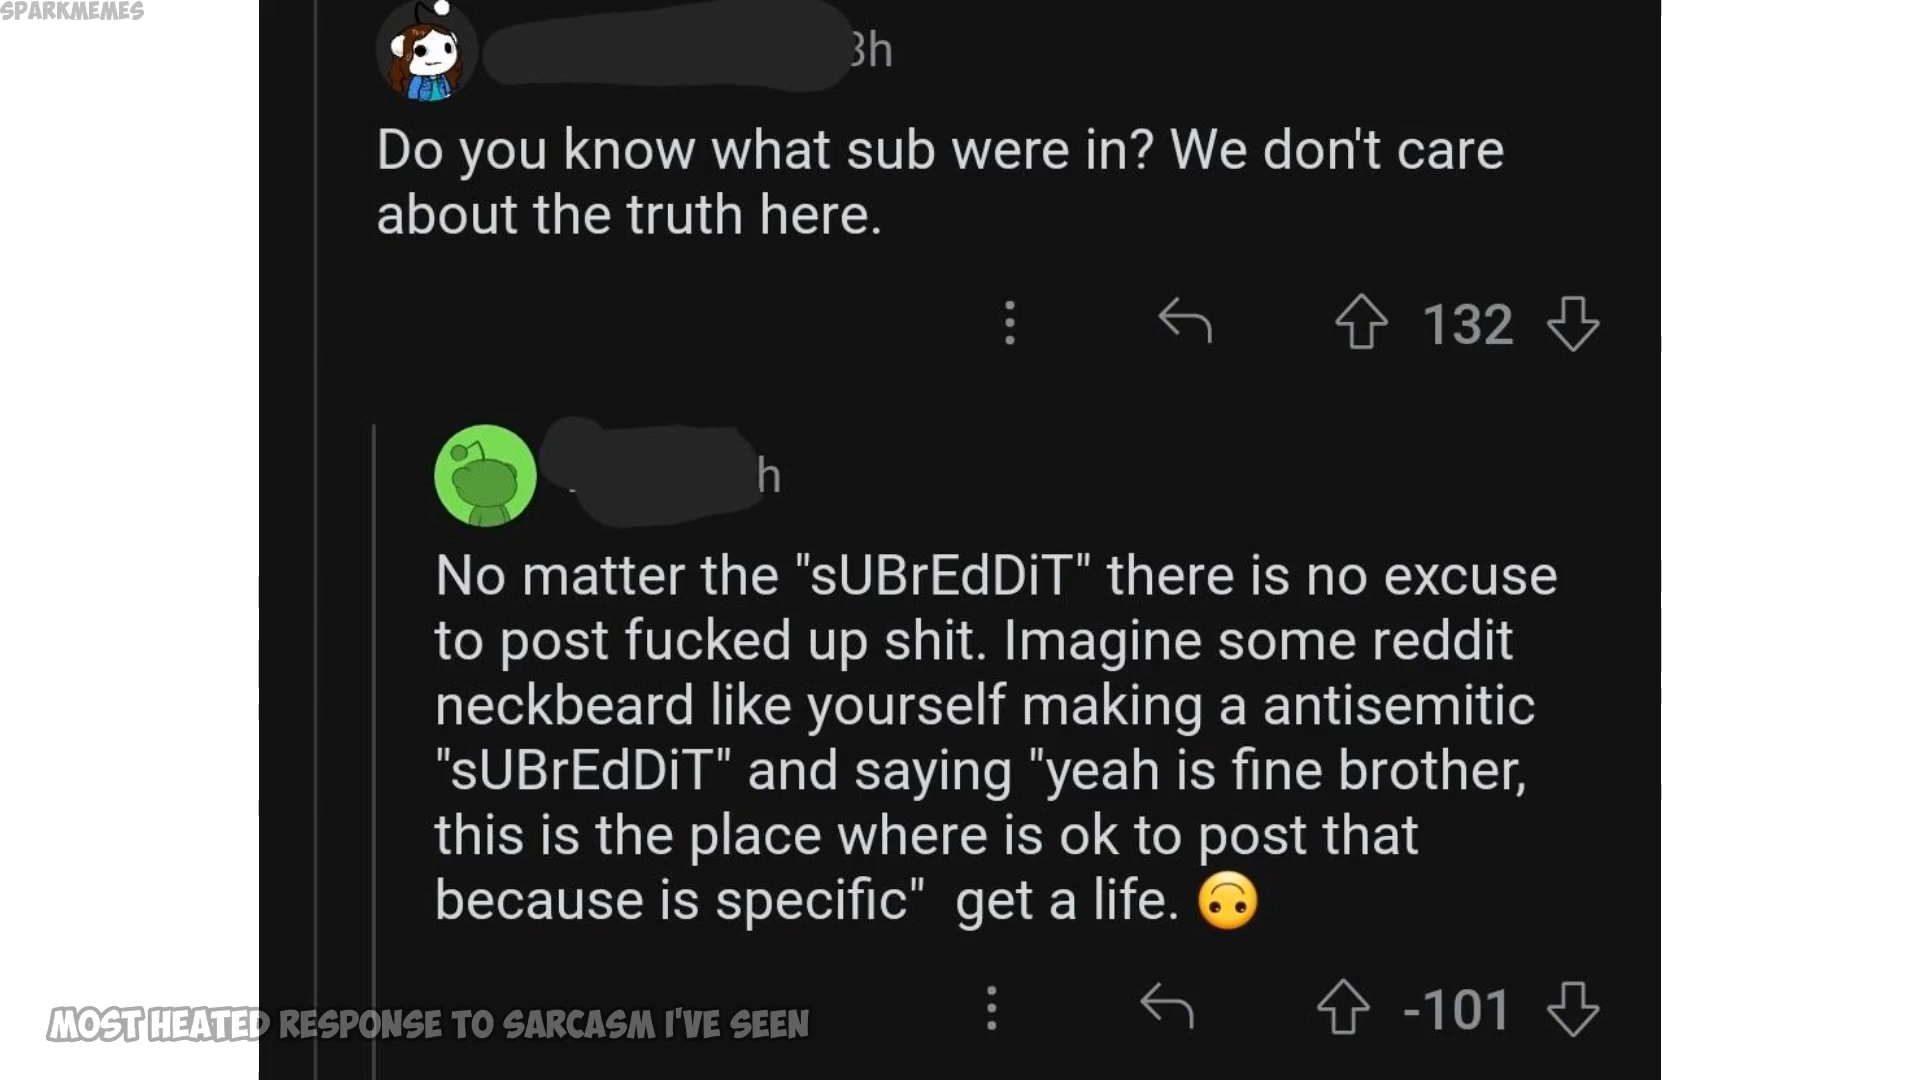 SPARKMEMES
3h
Do you know what sub were in? We don't care
about the truth here.
132
h
No matter the "sUBrEdDiT" there is no excuse
to post fucked up shit. Imagine some reddit
neckbeard like yourself making a antisemitic
"sUBrEdDiT" and saying "yeah is fine brother,
this is the place where is ok to post that
because is specific"  get a life. 🙃
-101
MOST HEATED RESPONSE TO SARCASM I'VE SEEN